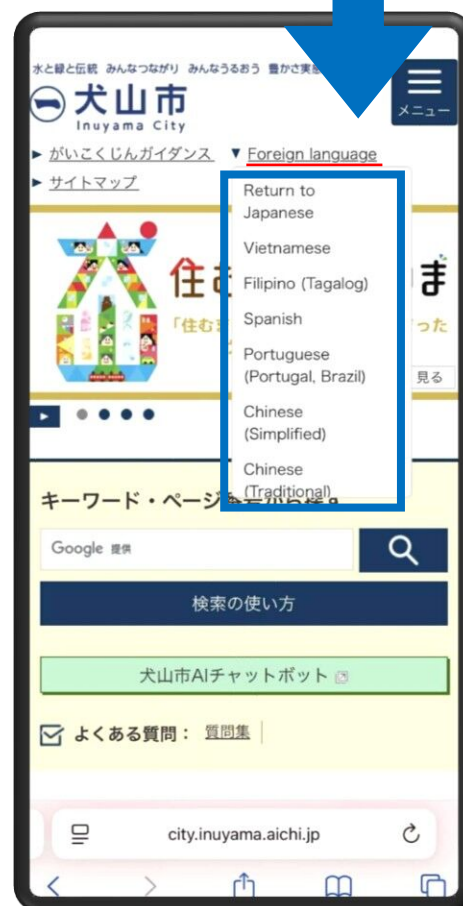 水と緑と伝統 みんなつながり みんなうるおう 豊かさ実
犬山市
Inuyama City
メニュー
▶ がいこくじんガイダンス ▼ Foreign language
▶ サイトマップ
Return to
Japanese
Vietnamese
Filipino (Tagalog)
Spanish
Portuguese
(Portugal, Brazil)
Chinese
(Simplified)
Chinese
(Traditional)
住
ま
「住む
った
見る
キーワード・ページ
Google 提供
検索の使い方
犬山市AIチャットボット
よくある質問： 質問集
city.inuyama.aichi.jp